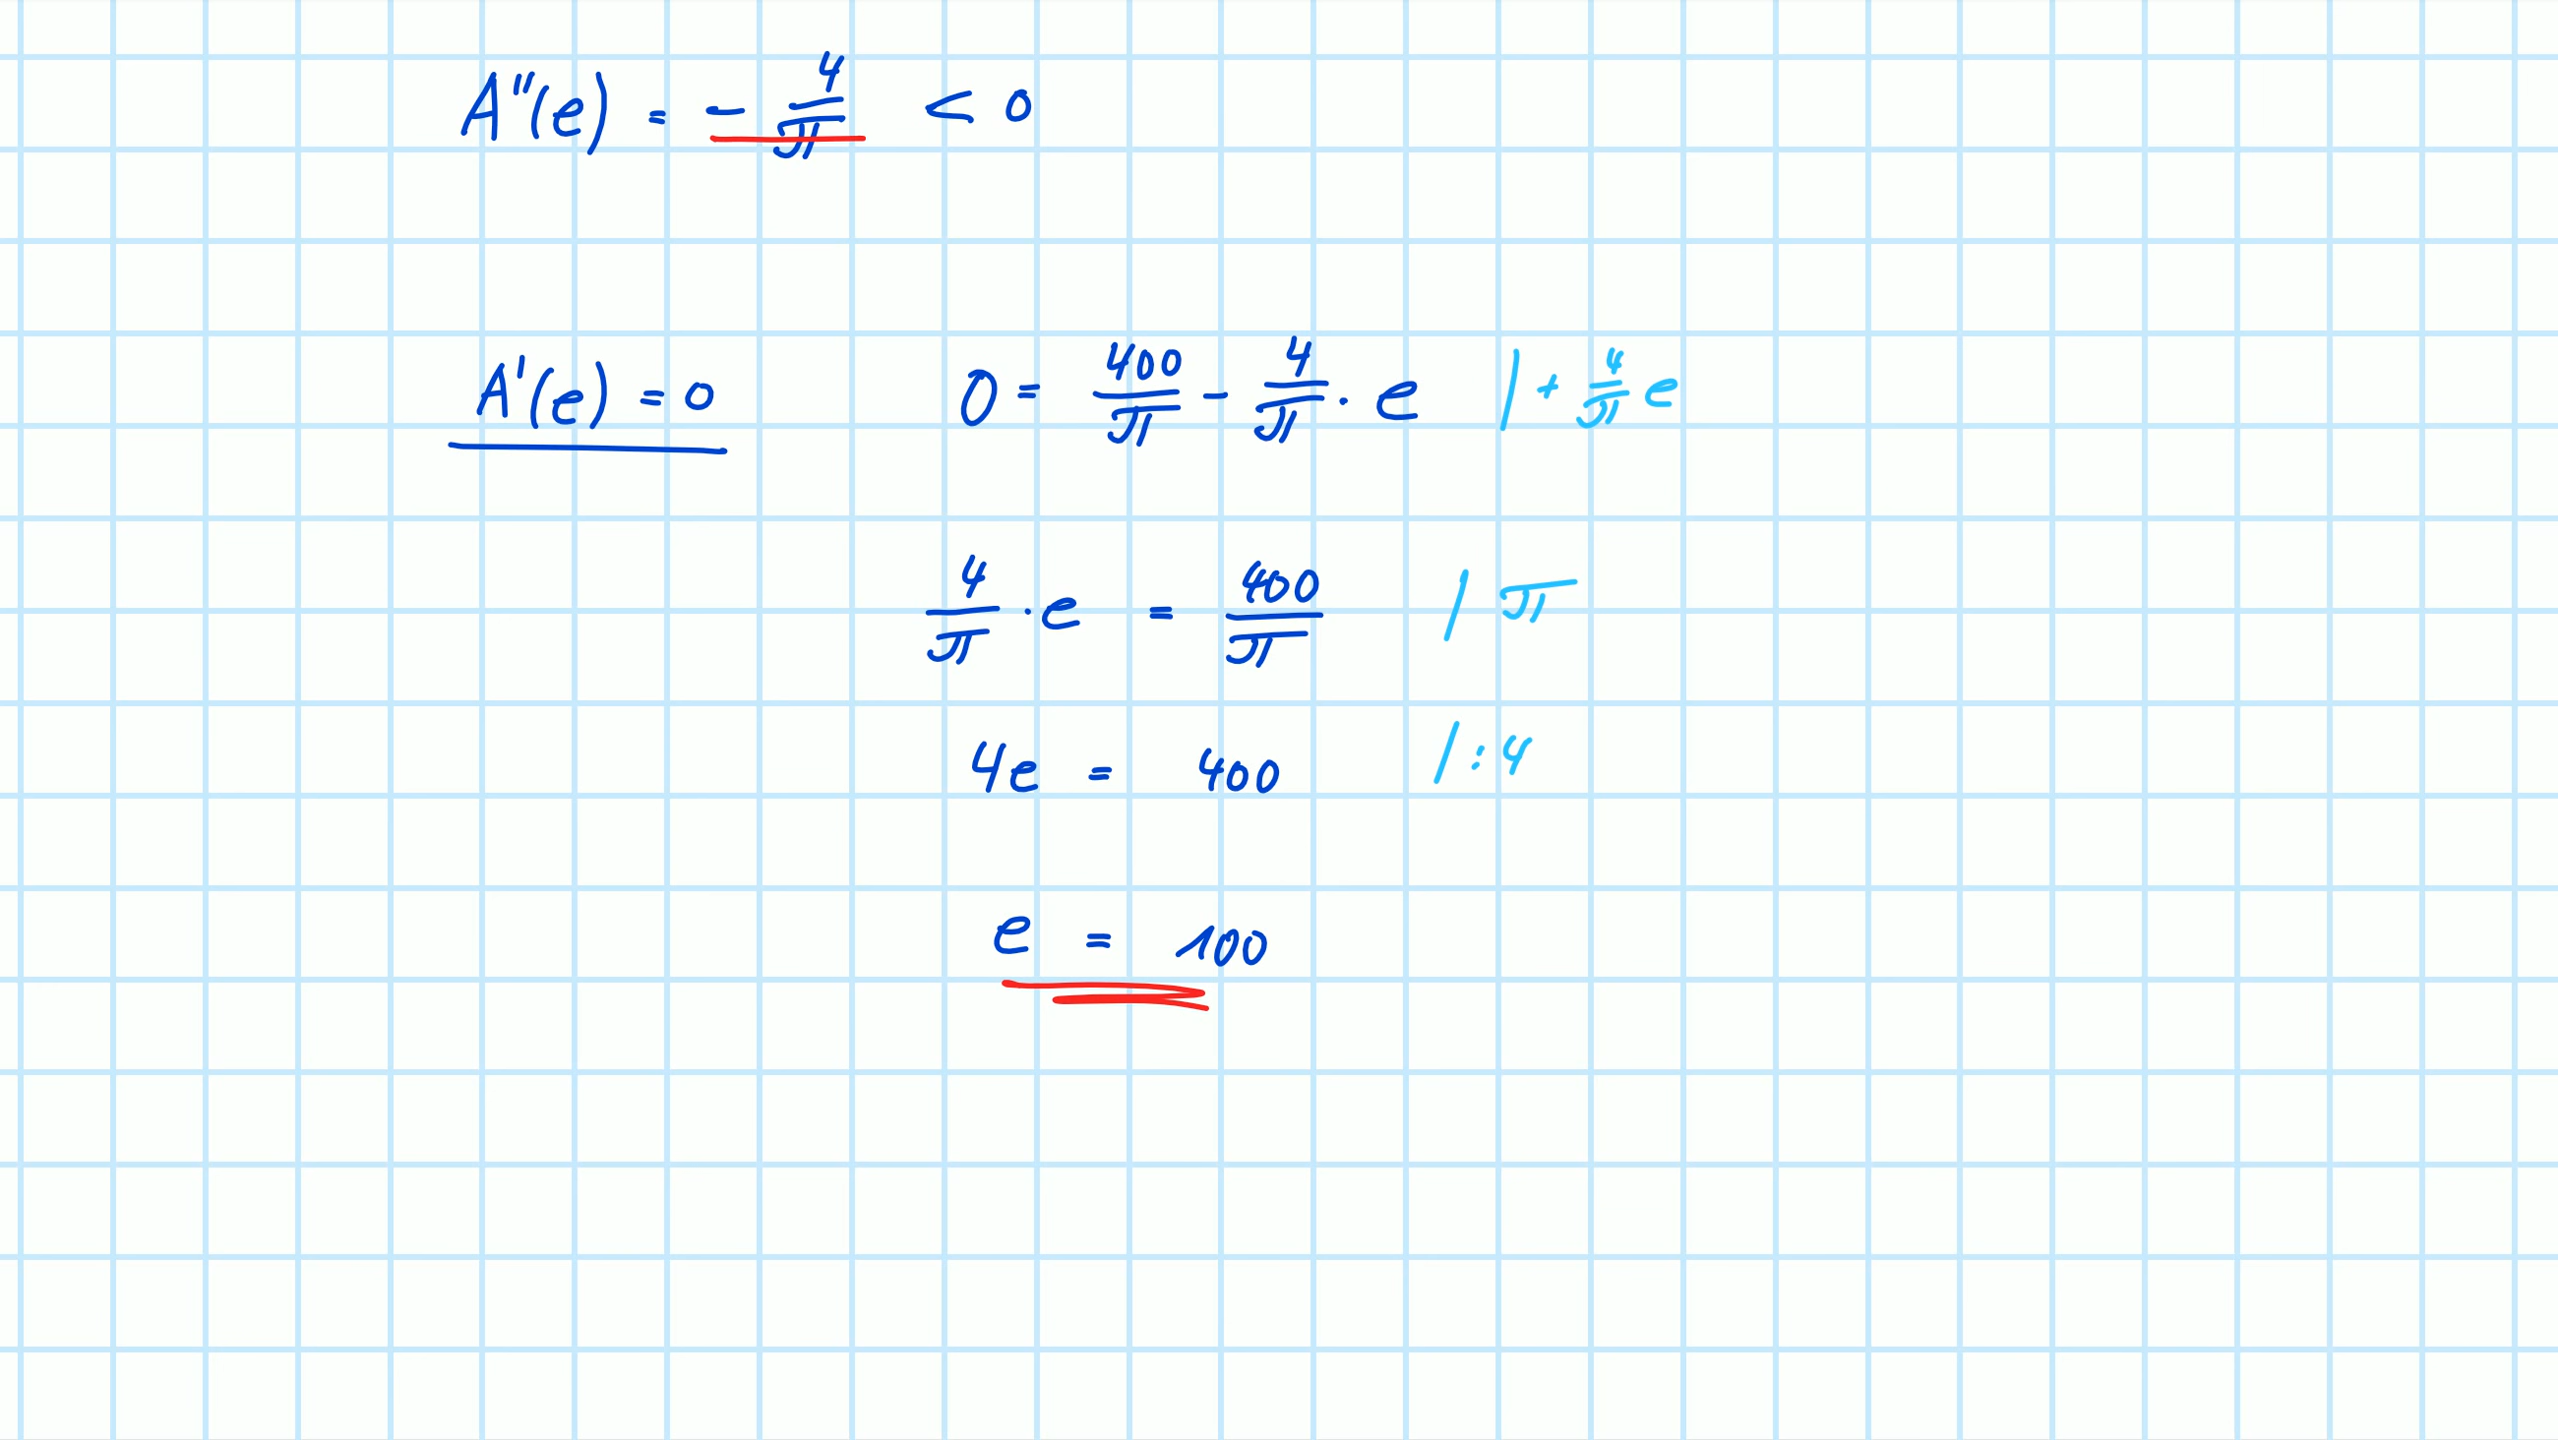 A''(e) = - 4/π < 0
A'(e) = 0 0 = 400/π - 4/π · e | + 4/π e
4/π · e = 400/π | π
4e = 400 | : 4
e = 100